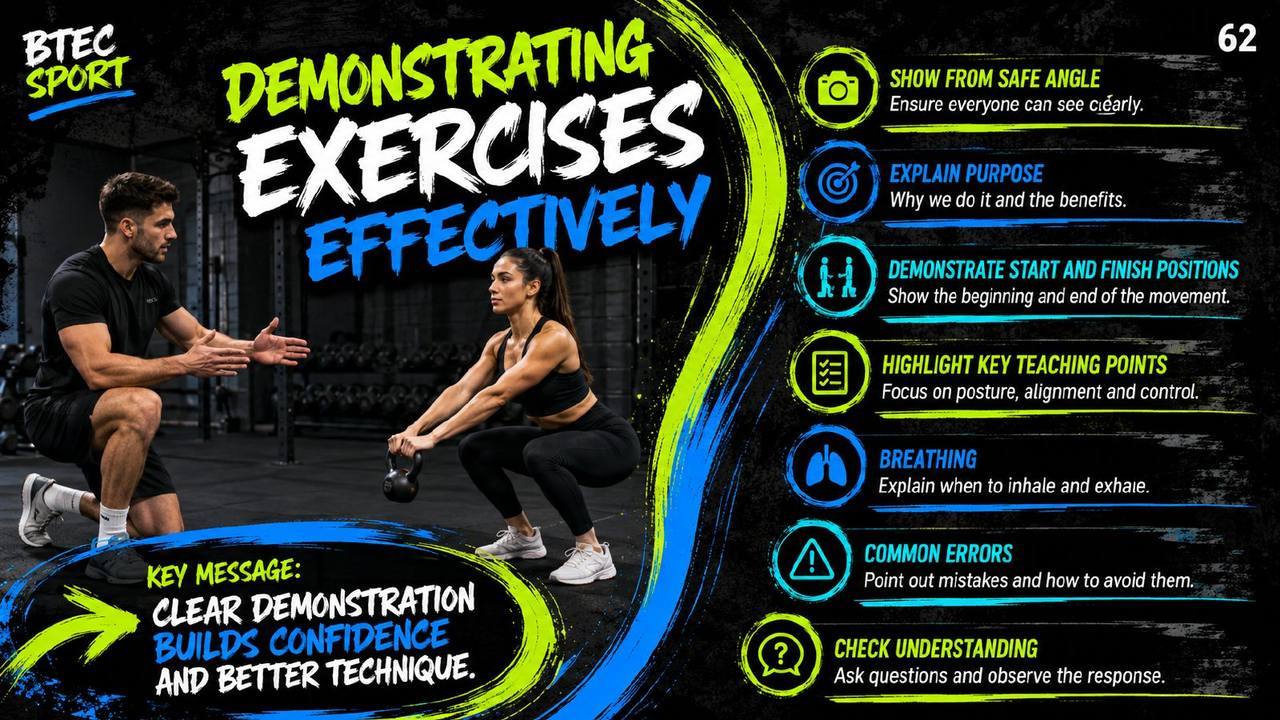 BTEC
SPORT
62
DEMONSTRATING
EXERCISES
EFFECTIVELY
SHOW FROM SAFE ANGLE
Ensure everyone can see clearly.
EXPLAIN PURPOSE
Why we do it and the benefits.
DEMONSTRATE START AND FINISH POSITIONS
Show the beginning and end of the movement.
HIGHLIGHT KEY TEACHING POINTS
Focus on posture, alignment and control.
BREATHING
Explain when to inhale and exhale.
COMMON ERRORS
Point out mistakes and how to avoid them.
CHECK UNDERSTANDING
Ask questions and observe the response.
KEY MESSAGE:
CLEAR DEMONSTRATION
BUILDS CONFIDENCE
AND BETTER TECHNIQUE.